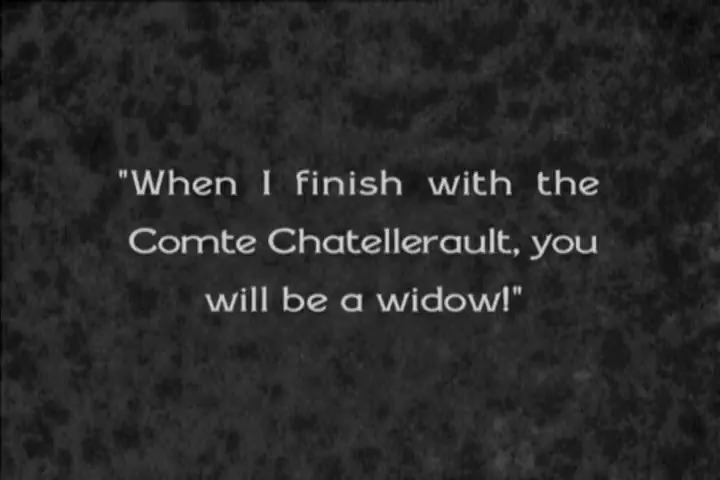 "When I finish with the
Comte Chatellerault, you
will be a widow!"